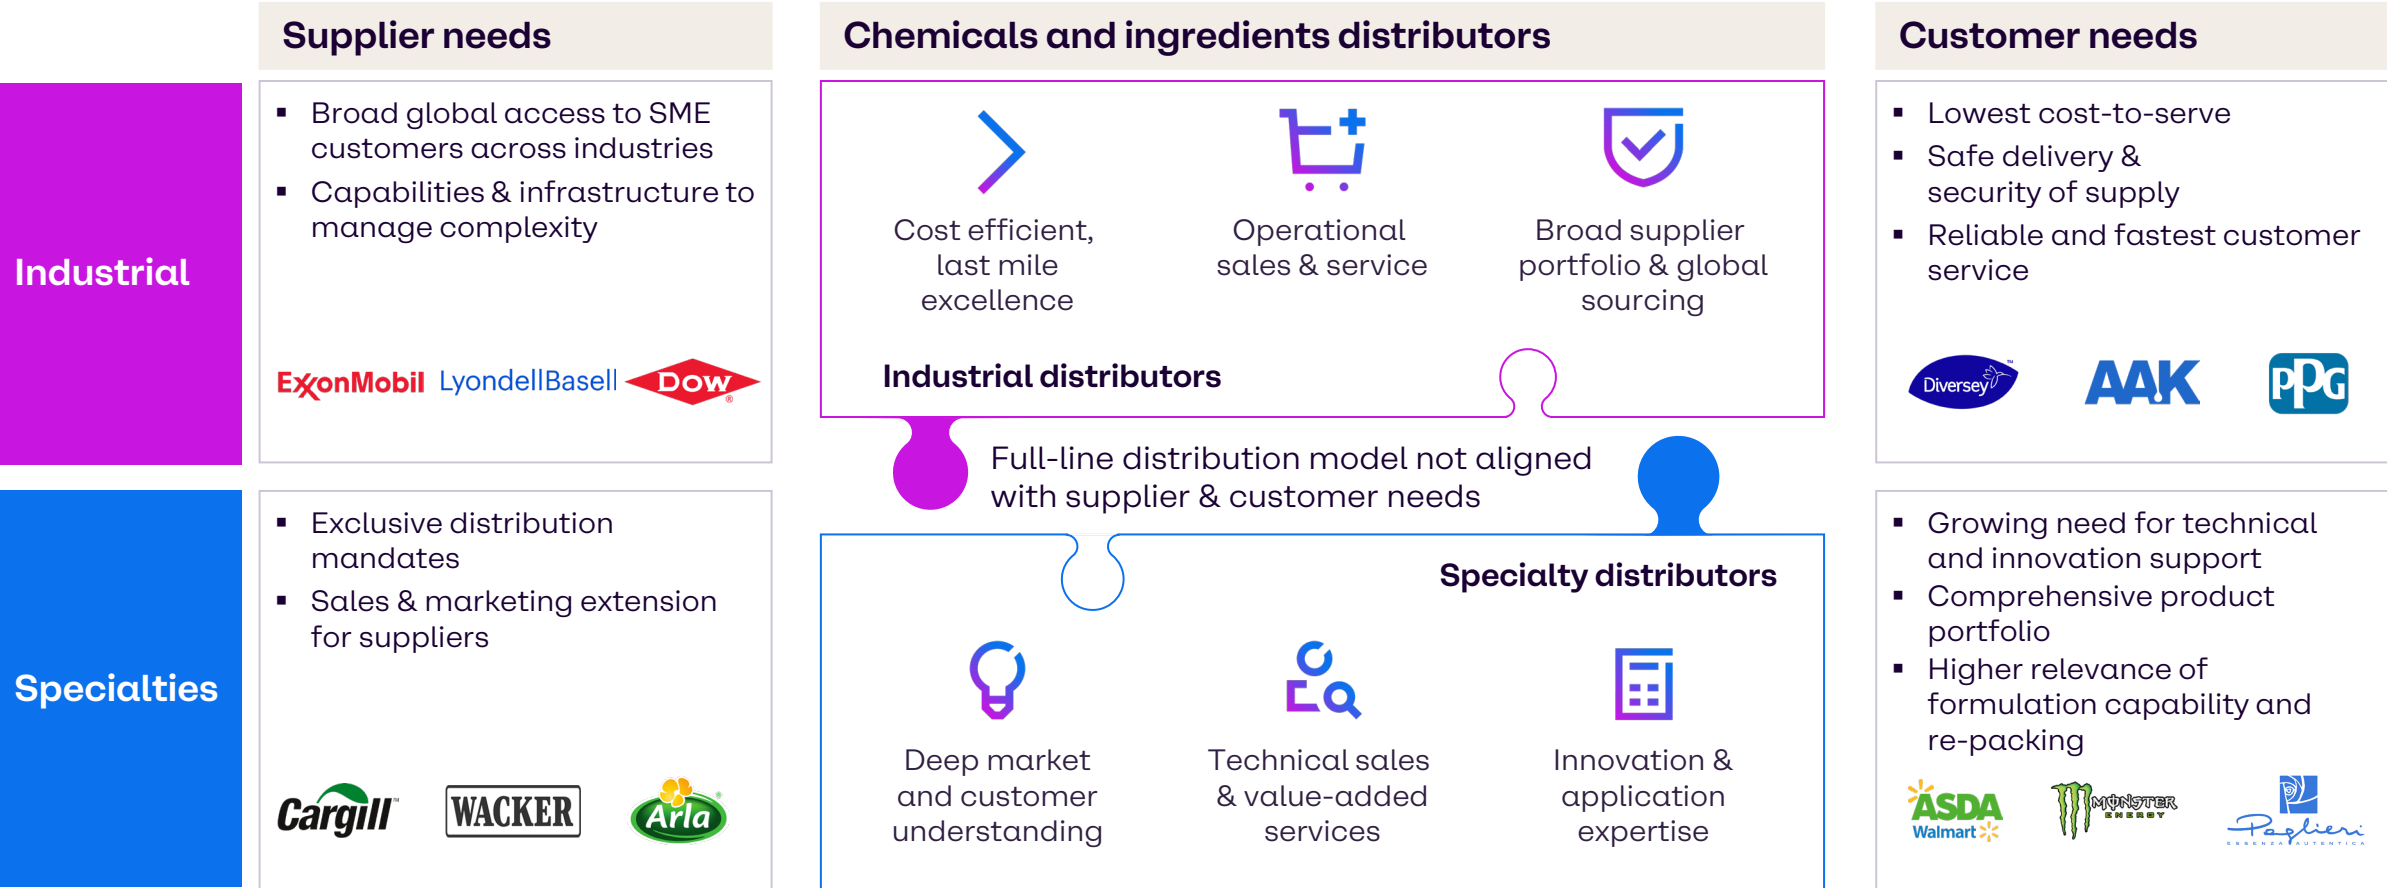 Supplier needs
Chemicals and ingredients distributors
Customer needs
Industrial
▪ Broad global access to SME
customers across industries
▪ Capabilities & infrastructure to
manage complexity
ExxonMobil
LyondellBasell
Dow
®
Cost efficient,
last mile
excellence
Operational
sales & service
Broad supplier
portfolio & global
sourcing
Industrial distributors
▪ Lowest cost-to-serve
▪ Safe delivery &
security of supply
▪ Reliable and fastest customer
service
Diversey™
AAK
PPG
Full-line distribution model not aligned
with supplier & customer needs
Specialties
▪ Exclusive distribution
mandates
▪ Sales & marketing extension
for suppliers
Cargill™
WACKER
Arla®
Specialty distributors
Deep market
and customer
understanding
Technical sales
& value-added
services
Innovation &
application
expertise
▪ Growing need for technical
and innovation support
▪ Comprehensive product
portfolio
▪ Higher relevance of
formulation capability and
re-packing
ASDA
Walmart
MONSTER
ENERGY
Paglieri
ESSENZA AUTENTICA